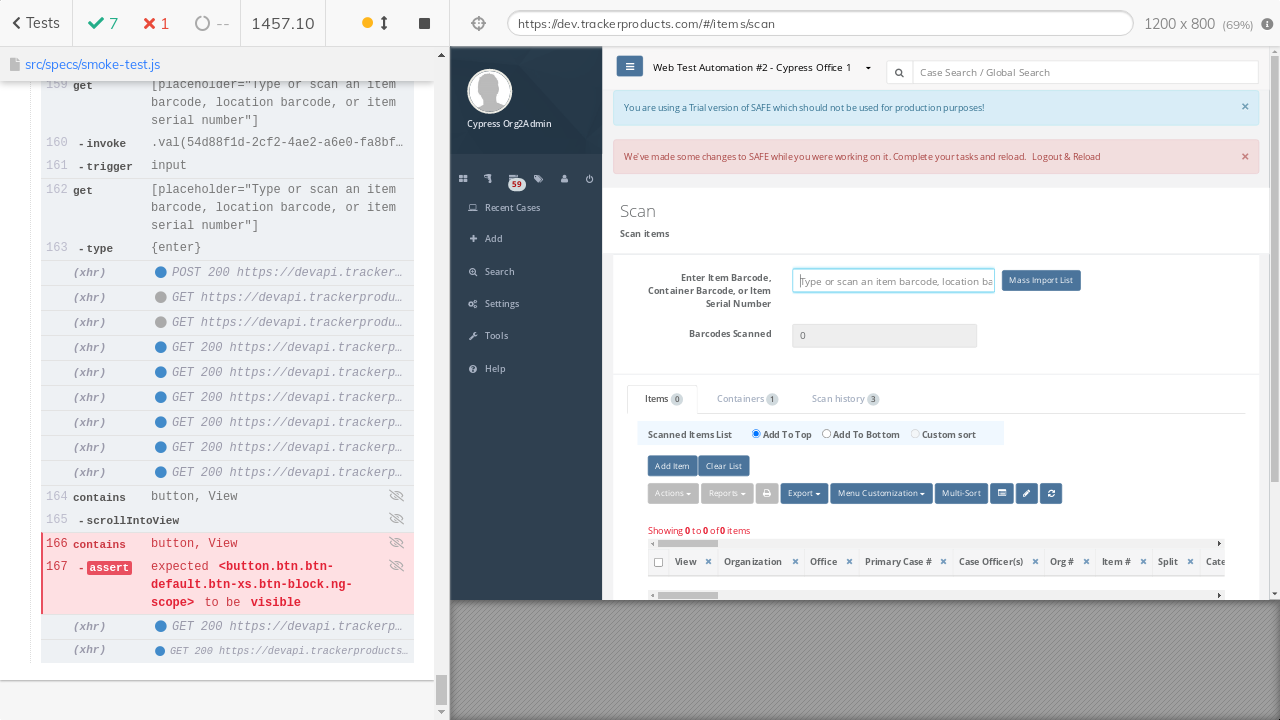 Tests
7
1
--
1457.10
https://dev.trackerproducts.com/#/items/scan
1200 x 800 (69%)
src/specs/smoke-test.js
159 get [placeholder="Type or scan an item
barcode, location barcode, or item
serial number"]
160 -invoke .val(54d88f1d-2cf2-4ae2-a6e0-fa8bf…
161 -trigger input
162 get [placeholder="Type or scan an item
barcode, location barcode, or item
serial number"]
163 -type {enter}
(xhr) POST 200 https://devapi.tracker…
(xhr) GET https://devapi.trackerproduc…
(xhr) GET https://devapi.trackerprodu…
(xhr) GET 200 https://devapi.trackerp…
(xhr) GET 200 https://devapi.trackerp…
(xhr) GET 200 https://devapi.trackerp…
(xhr) GET 200 https://devapi.trackerp…
(xhr) GET 200 https://devapi.trackerp…
(xhr) GET 200 https://devapi.trackerp…
164 contains button, View
165 -scrollIntoView
166 contains button, View
167 -assert expected <button.btn.btn-
default.btn-xs.btn-block.ng-
scope> to be visible
(xhr) GET 200 https://devapi.trackerp…
(xhr) GET 200 https://devapi.trackerproducts…
Cypress Org2Admin
59
Recent Cases
Add
Search
Settings
Tools
Help
Web Test Automation #2 - Cypress Office 1
Case Search / Global Search
You are using a Trial version of SAFE which should not be used for production purposes! ×
We've made some changes to SAFE while you were working on it. Complete your tasks and reload. Logout & Reload ×
Scan
Scan items
Enter Item Barcode,
Container Barcode, or Item
Serial Number
Type or scan an item barcode, location ba
Mass Import List
Barcodes Scanned
0
Items 0 Containers 1 Scan history 3
Scanned Items List Add To Top Add To Bottom Custom sort
Add Item Clear List
Actions Reports Export Menu Customization Multi-Sort
Showing 0 to 0 of 0 items
View × Organization × Office × Primary Case # × Case Officer(s) × Org # × Item # × Split × Cate